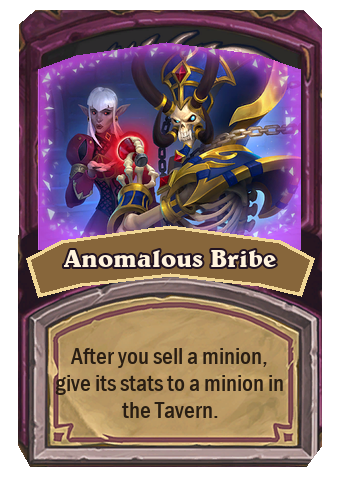 Anomalous Bribe
After you sell a minion,
give its stats to a minion in
the Tavern.